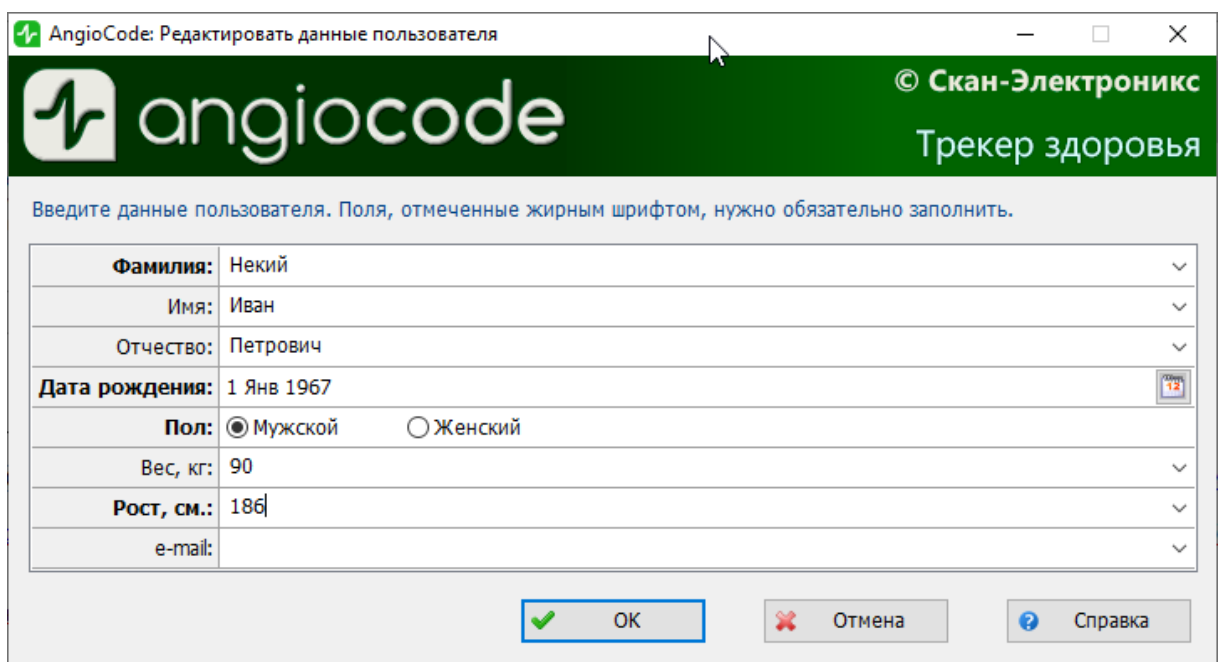 AngioCode: Редактировать данные пользователя
angiocode
© Скан-Электроникс
Трекер здоровья
Введите данные пользователя. Поля, отмеченные жирным шрифтом, нужно обязательно заполнить.
Фамилия: Некий
Имя: Иван
Отчество: Петрович
Дата рождения: 1 Янв 1967
12
Пол: Мужской Женский
Вес, кг: 90
Рост, см.: 186
e-mail:
OK Отмена Справка